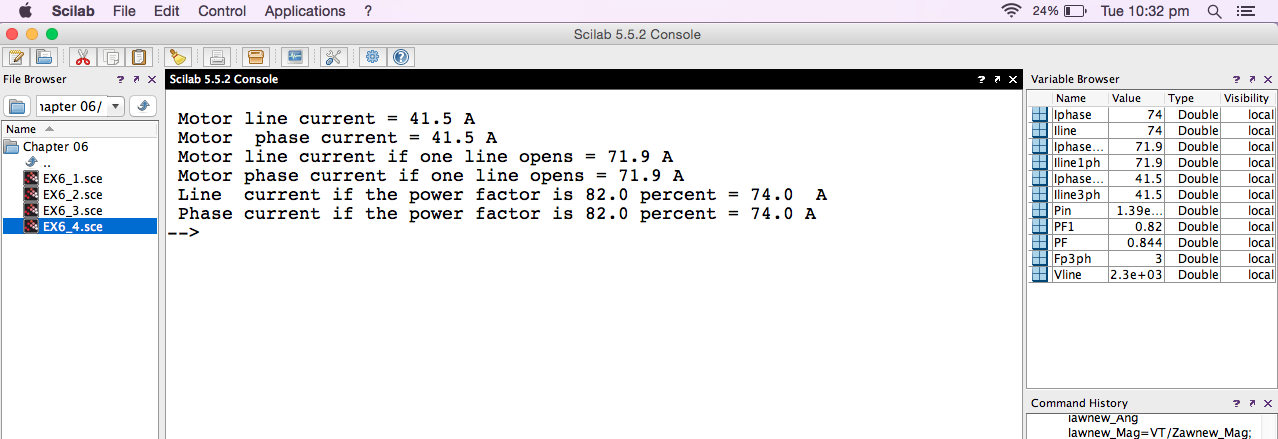 Scilab File Edit Control Applications ? 24% Tue 10:32 pm
Scilab 5.5.2 Console
File Browser ? ↗ ×
ıapter 06/
Name
Chapter 06
..
EX6_1.sce
EX6_2.sce
EX6_3.sce
EX6_4.sce
Scilab 5.5.2 Console ? ↗ ×
Motor line current = 41.5 A
Motor  phase current = 41.5 A
Motor line current if one line opens = 71.9 A
Motor phase current if one line opens = 71.9 A
Line  current if the power factor is 82.0 percent = 74.0  A
Phase current if the power factor is 82.0 percent = 74.0 A
-->
Variable Browser ? ↗ ×
Name Value Type Visibility
Iphase 74 Double local
Iline 74 Double local
Iphase... 71.9 Double local
Iline1ph 71.9 Double local
Iphase... 41.5 Double local
Iline3ph 41.5 Double local
Pin 1.39e... Double local
PF1 0.82 Double local
PF 0.844 Double local
Fp3ph 3 Double local
Vline 2.3e+03 Double local
Command History ? ↗ ×
Iawnew_Ang
Iawnew_Mag=VT/Zawnew_Mag;